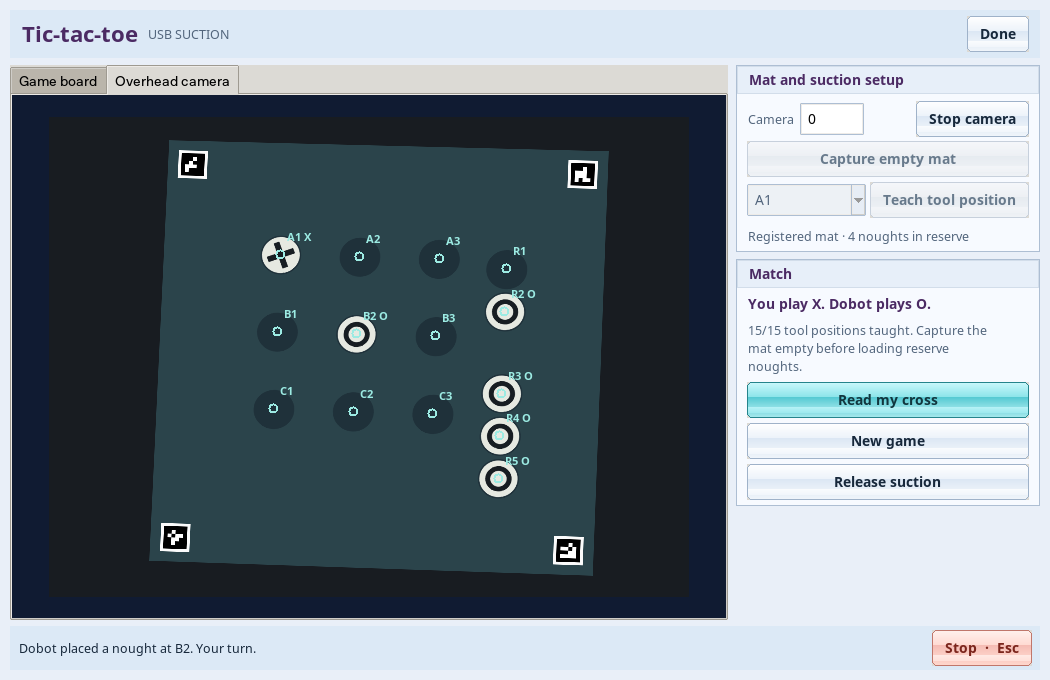 Tic-tac-toe USB SUCTION
Done
Game board
Overhead camera
Mat and suction setup
Camera 0
Stop camera
Capture empty mat
A1
Teach tool position
Registered mat · 4 noughts in reserve
Match
You play X. Dobot plays O.
15/15 tool positions taught. Capture the
mat empty before loading reserve
noughts.
Read my cross
New game
Release suction
A1 X
A2
A3
R1
R2 O
B1
B2 O
B3
R3 O
C1
C2
C3
R4 O
R5 O
Dobot placed a nought at B2. Your turn.
Stop · Esc